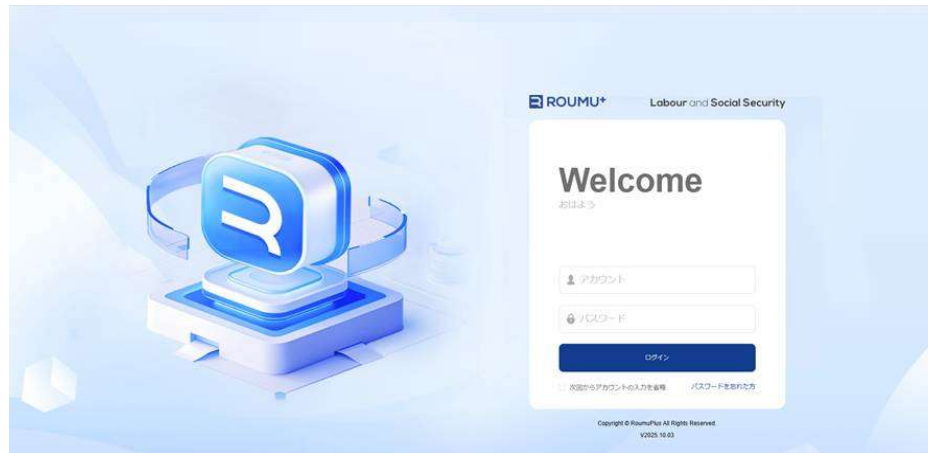 ROUMU+ Labour and Social Security
Welcome
おはよう
アカウント
パスワード
ログイン
次回からアカウントの入力を省略 パスワードを忘れた方
Copyright © RoumuPlus All Rights Reserved.
V2025.10.03